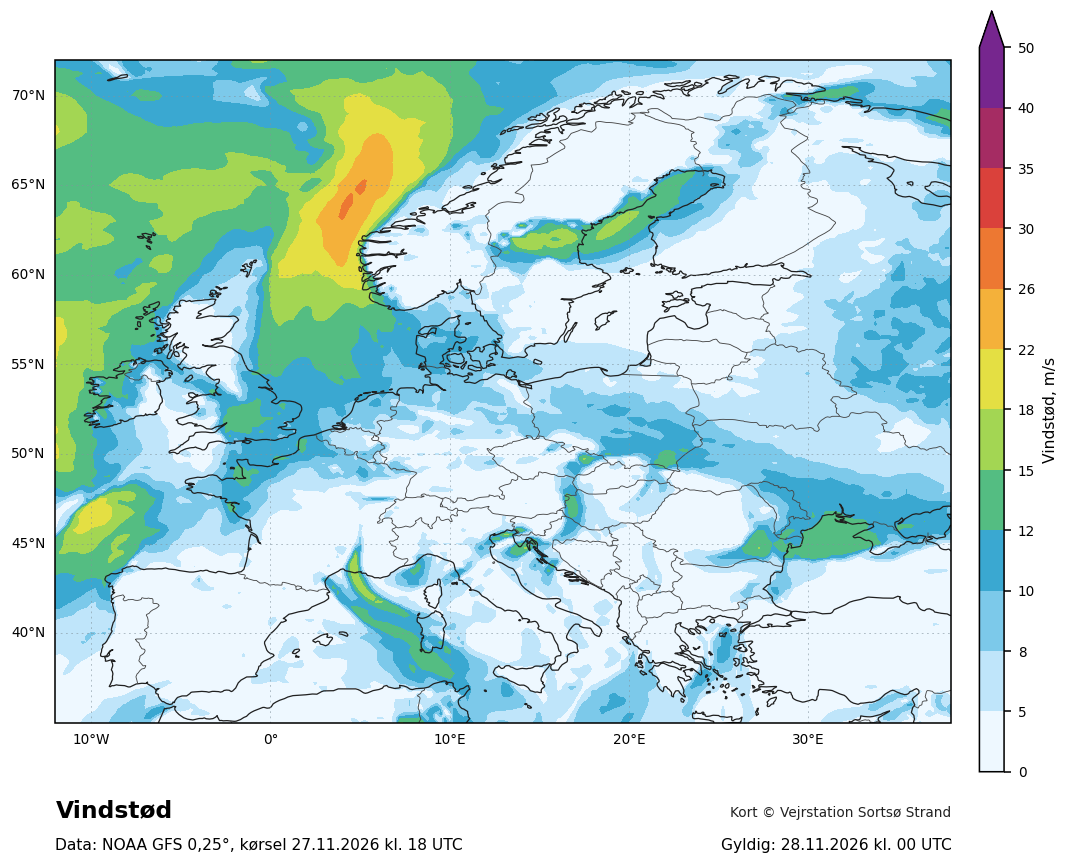 70°N
65°N
60°N
55°N
50°N
45°N
40°N
10°W
0°
10°E
20°E
30°E
50
40
35
30
26
22
18
15
12
10
8
5
0
Vindstød, m/s
Vindstød
Kort © Vejrstation Sortsø Strand
Data: NOAA GFS 0,25°, kørsel 27.11.2026 kl. 18 UTC
Gyldig: 28.11.2026 kl. 00 UTC